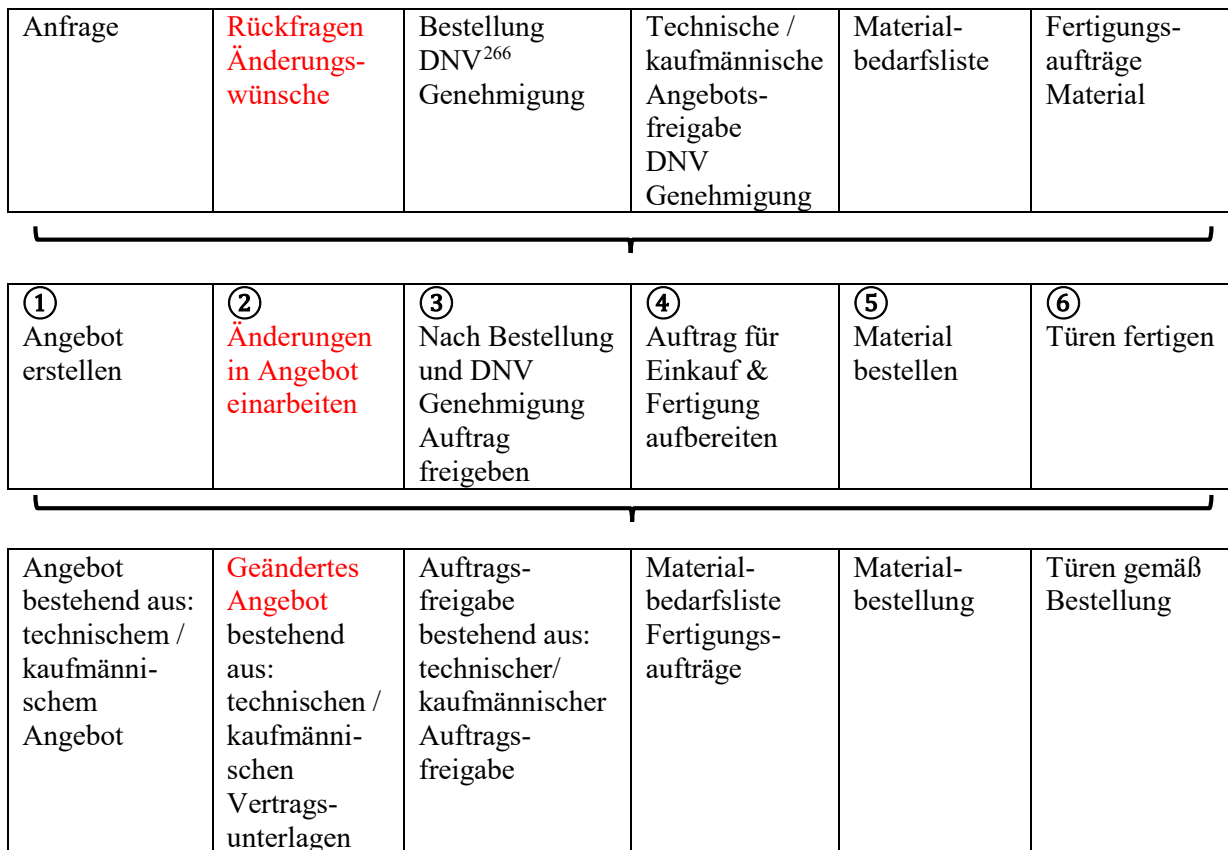 Anfrage
Rückfragen
Änderungs-
wünsche
Bestellung
DNV266
Genehmigung
Technische /
kaufmännische
Angebots-
freigabe
DNV
Genehmigung
Material-
bedarfsliste
Fertigungs-
aufträge
Material
①
Angebot
erstellen
②
Änderungen
in Angebot
einarbeiten
③
Nach Bestellung
und DNV
Genehmigung
Auftrag
freigeben
④
Auftrag für
Einkauf &
Fertigung
aufbereiten
⑤
Material
bestellen
⑥
Türen fertigen
Angebot
bestehend aus:
technischem /
kaufmänni-
schem
Angebot
Geändertes
Angebot
bestehend
aus:
technischen /
kaufmänni-
schen
Vertrags-
unterlagen
Auftrags-
freigabe
bestehend aus:
technischer/
kaufmännischer
Auftrags-
freigabe
Material-
bedarfsliste
Fertigungs-
aufträge
Material-
bestellung
Türen gemäß
Bestellung